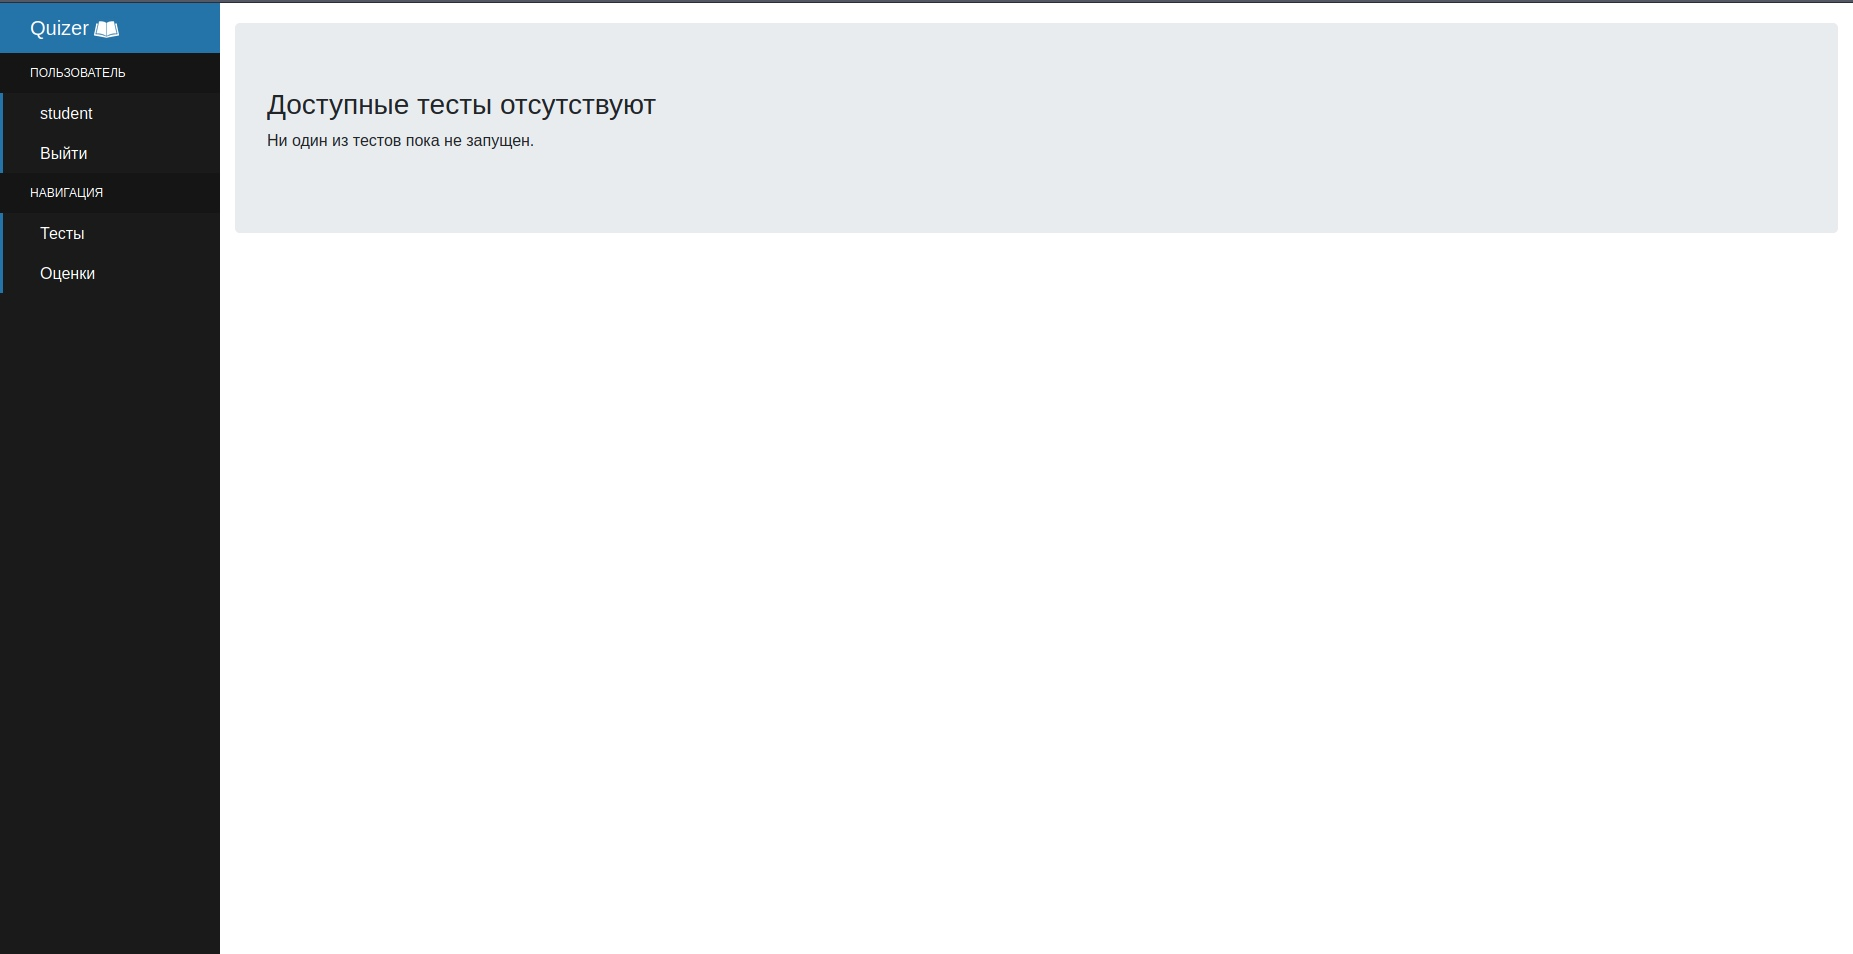 Quizer
ПОЛЬЗОВАТЕЛЬ
student
Выйти
НАВИГАЦИЯ
Тесты
Оценки
Доступные тесты отсутствуют
Ни один из тестов пока не запущен.